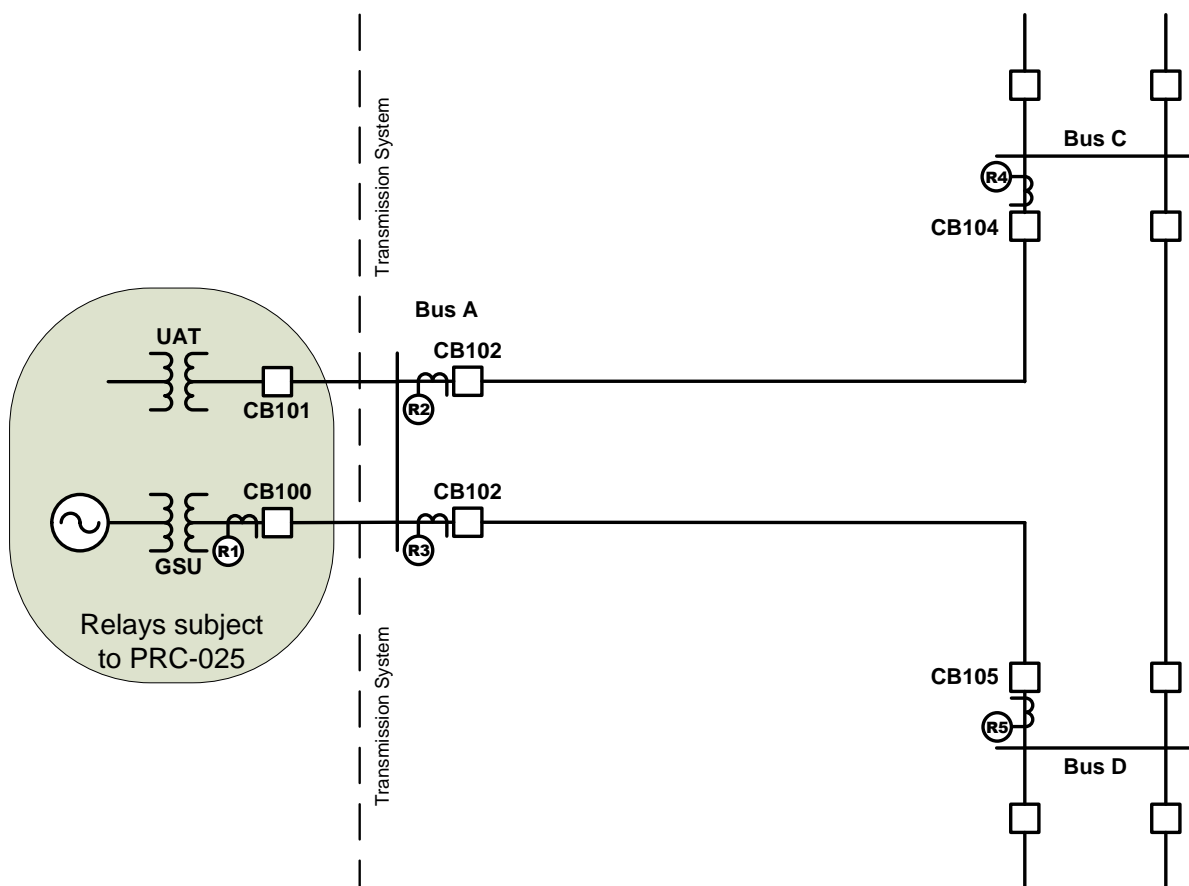 Transmission System
Bus C
R4
CB104
Bus A
UAT
CB102
CB101
R2
CB100
CB102
R1
R3
GSU
Relays subject
to PRC-025
Transmission System
CB105
R5
Bus D